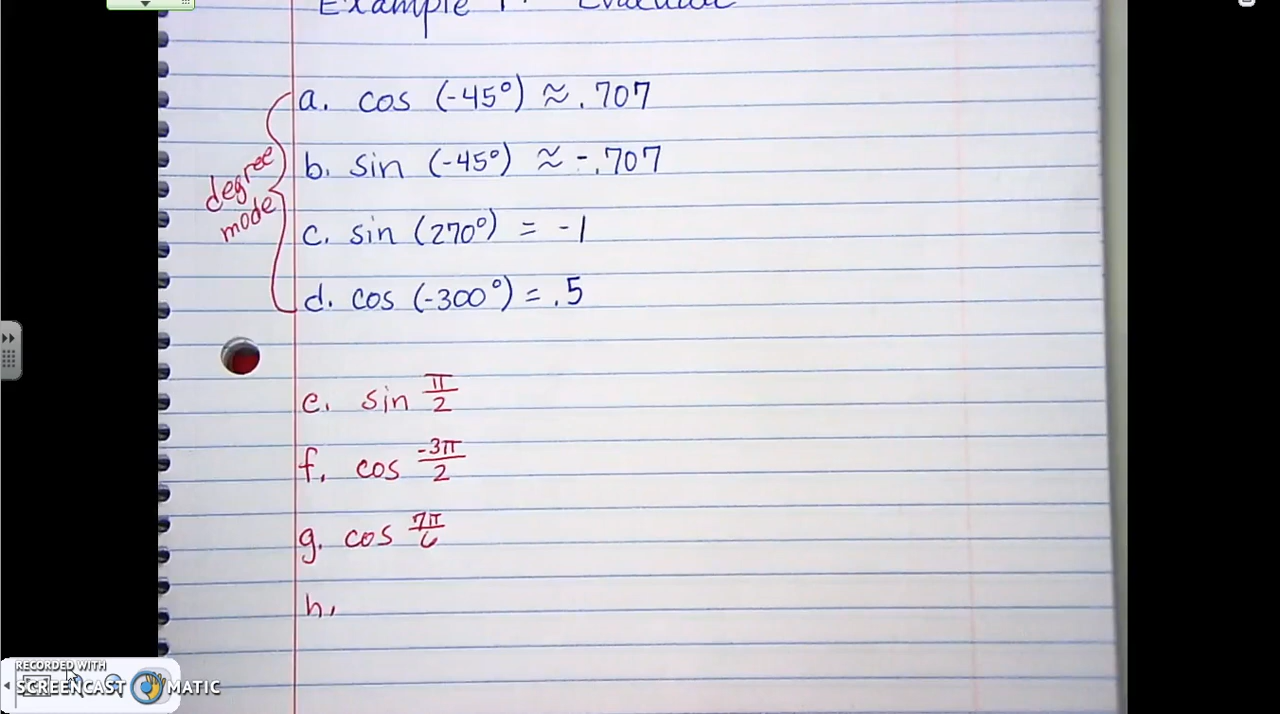 Example 1: Evaluate
a. cos (-45°) ≈ .707
b. sin (-45°) ≈ -.707
c. sin (270°) = -1
d. cos (-300°) = .5
degree
mode
e. sin π/2
f. cos -3π/2
g. cos 7π/6
h.
RECORDED WITH
SCREENCAST MATIC